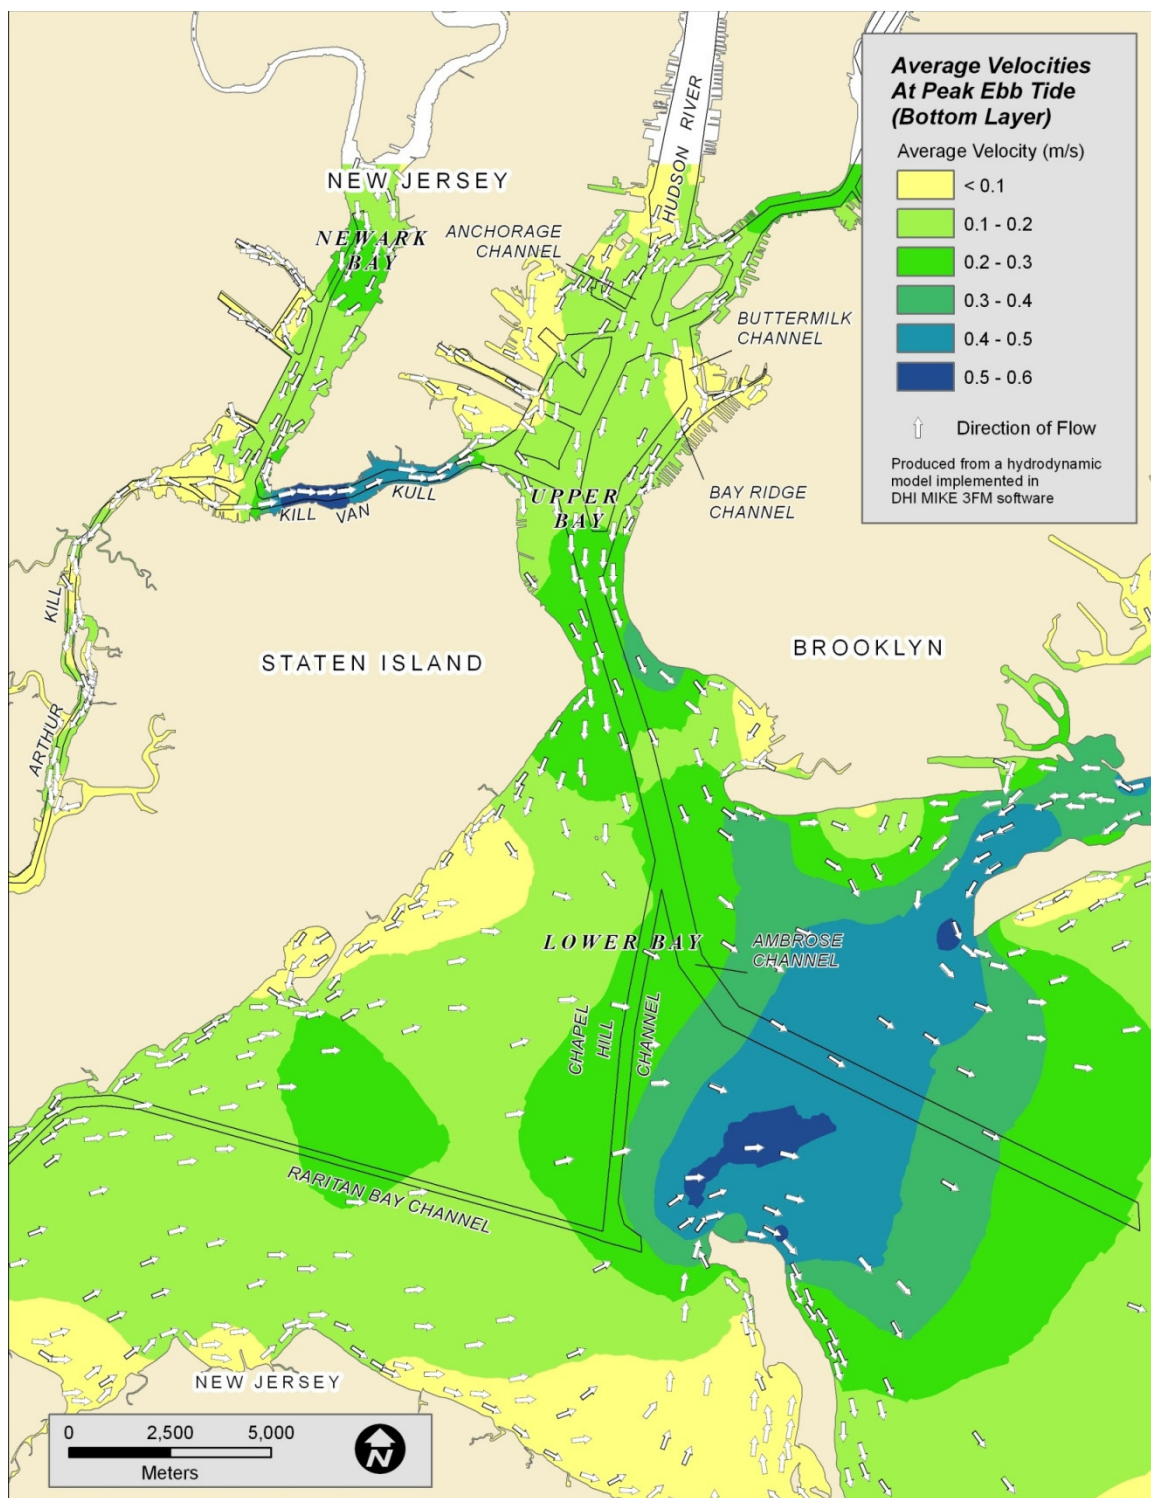 Average Velocities
At Peak Ebb Tide
(Bottom Layer)
Average Velocity (m/s)
< 0.1
0.1 - 0.2
0.2 - 0.3
0.3 - 0.4
0.4 - 0.5
0.5 - 0.6
Direction of Flow
Produced from a hydrodynamic
model implemented in
DHI MIKE 3FM software
HUDSON RIVER
NEW JERSEY
NEWARK
BAY
ANCHORAGE
CHANNEL
BUTTERMILK
CHANNEL
BAY RIDGE
CHANNEL
UPPER
BAY
KILL VAN KULL
ARTHUR KILL
STATEN ISLAND
BROOKLYN
LOWER BAY
AMBROSE
CHANNEL
CHAPEL
HILL
CHANNEL
RARITAN BAY CHANNEL
NEW JERSEY
0 2,500 5,000
Meters
N